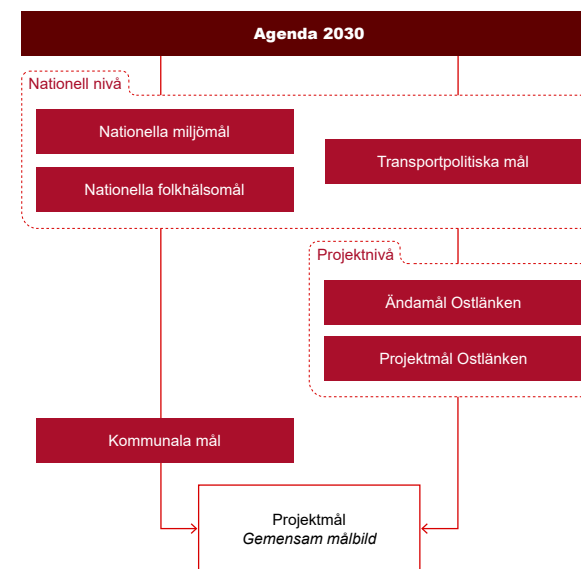 Agenda 2030
Nationell nivå
Nationella miljömål
Nationella folkhälsomål
Transportpolitiska mål
Projektnivå
Ändamål Ostlänken
Projektmål Ostlänken
Kommunala mål
Projektmål
Gemensam målbild